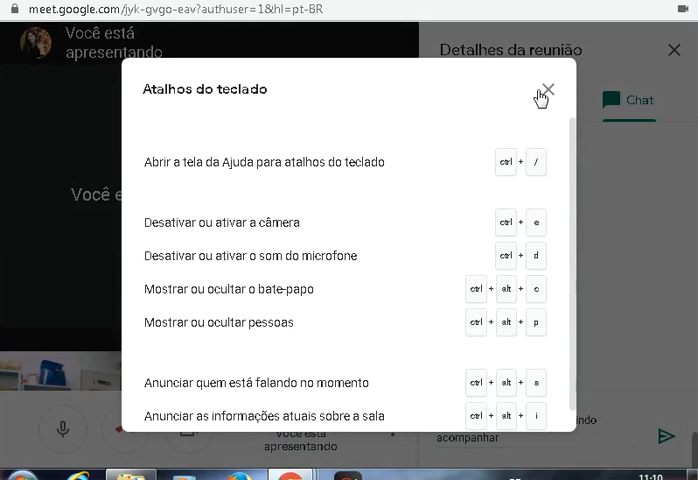 meet.google.com/jyk-gvgo-eav?authuser=1&hl=pt-BR
Você está
apresentando
Detalhes da reunião
Chat
Você e
Atalhos do teclado
Abrir a tela da Ajuda para atalhos do teclado ctrl + /
Desativar ou ativar a câmera ctrl + e
Desativar ou ativar o som do microfone ctrl + d
Mostrar ou ocultar o bate-papo ctrl + alt + c
Mostrar ou ocultar pessoas ctrl + alt + p
Anunciar quem está falando no momento ctrl + alt + s
Anunciar as informações atuais sobre a sala ctrl + alt + i
Você está
apresentando
indo
acompanhar
11:10